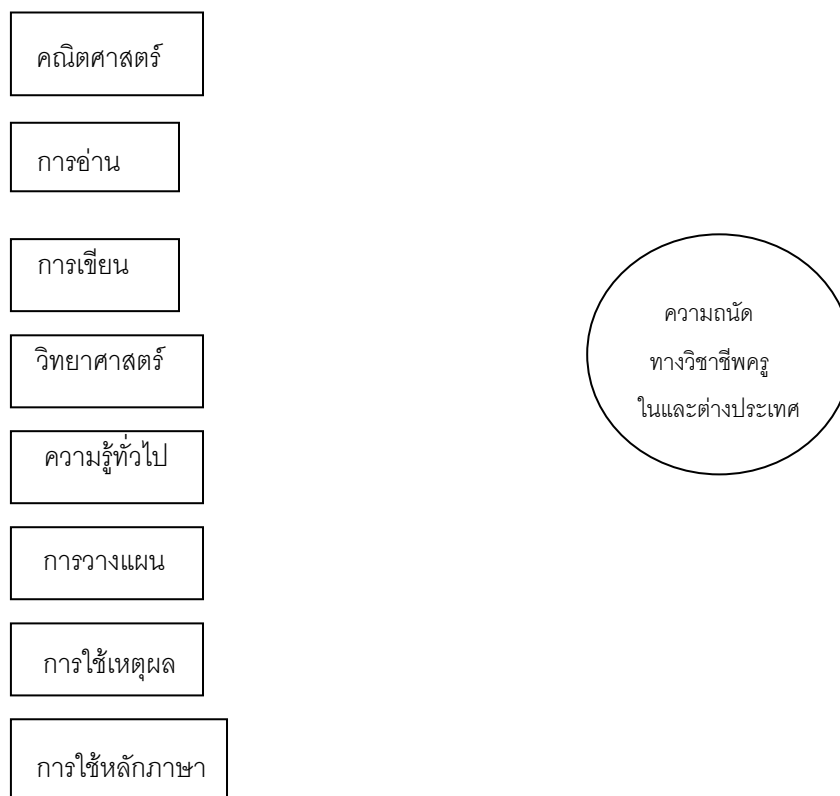 คณิตศาสตร์
การอ่าน
การเขียน
วิทยาศาสตร์
ความรู้ทั่วไป
การวางแผน
การใช้เหตุผล
การใช้หลักภาษา
ความถนัด
ทางวิชาชีพครู
ในและต่างประเทศ